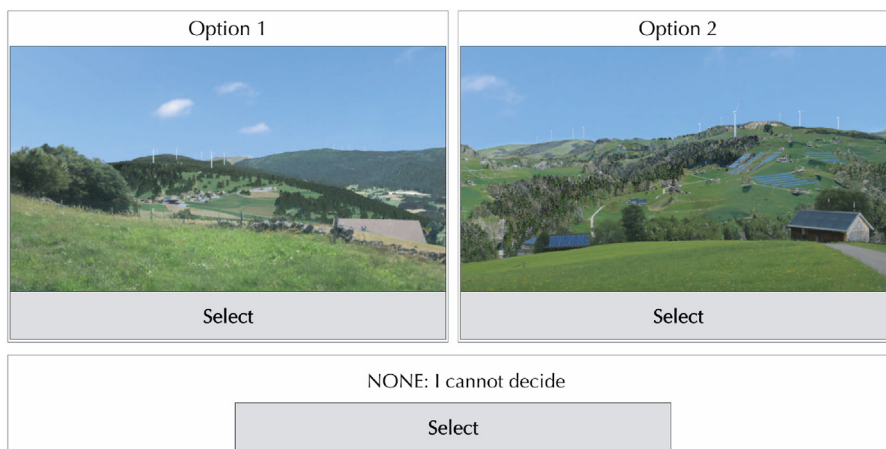 Option 1
Option 2
Select
Select
NONE: I cannot decide
Select